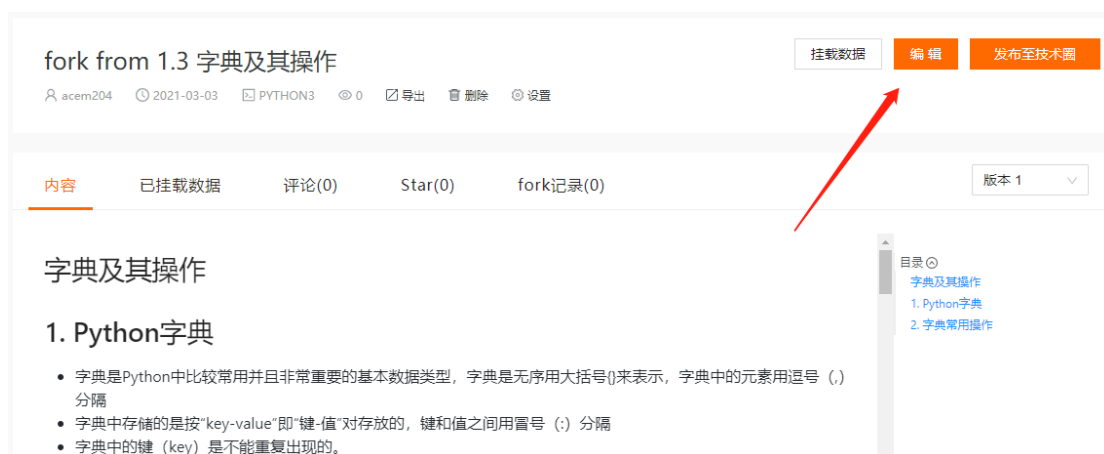 fork from 1.3 字典及其操作
挂载数据 编 辑 发布至技术圈
acem204 2021-03-03 PYTHON3 0 导出 删除 设置
内容 已挂载数据 评论(0) Star(0) fork记录(0) 版本 1
字典及其操作
目录
字典及其操作
1. Python字典
2. 字典常用操作
1. Python字典
字典是Python中比较常用并且非常重要的基本数据类型，字典是无序用大括号{}来表示，字典中的元素用逗号（,）
分隔
字典中存储的是按“key-value”即“键-值”对存放的，键和值之间用冒号（:）分隔
字典中的键（key）是不能重复出现的。